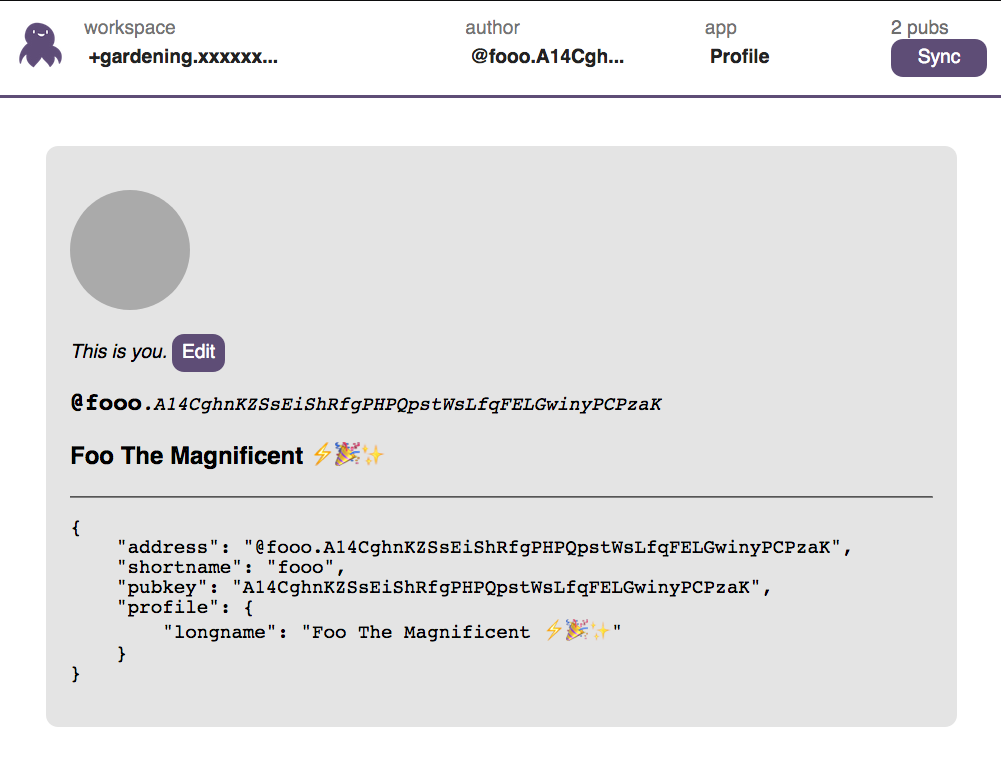 workspace author app 2 pubs
+gardening.xxxxxx... @fooo.A14Cgh... Profile Sync
This is you. Edit
@fooo.A14CghnKZSsEiShRfgPHPQpstWsLfqFELGwinyPCPzaK
Foo The Magnificent ⚡🎉✨
{
    "address": "@fooo.A14CghnKZSsEiShRfgPHPQpstWsLfqFELGwinyPCPzaK",
    "shortname": "fooo",
    "pubkey": "A14CghnKZSsEiShRfgPHPQpstWsLfqFELGwinyPCPzaK",
    "profile": {
        "longname": "Foo The Magnificent ⚡🎉✨"
    }
}